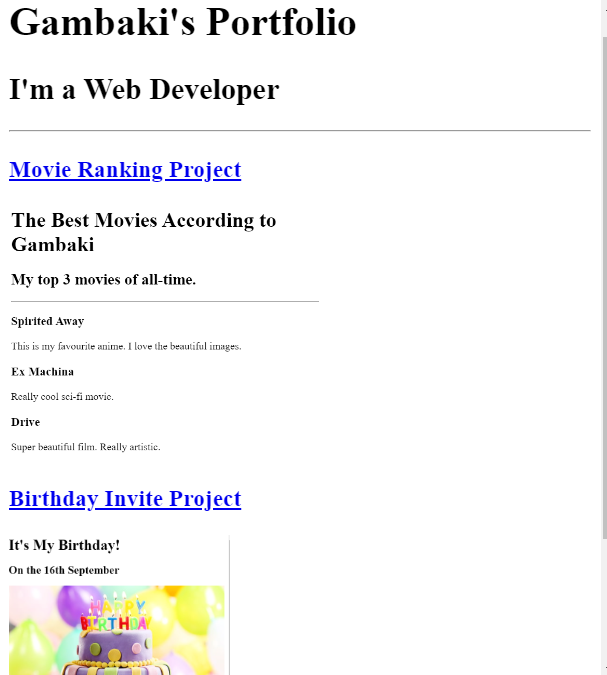 Gambaki's Portfolio
I'm a Web Developer
Movie Ranking Project
The Best Movies According to
Gambaki
My top 3 movies of all-time.
Spirited Away
This is my favourite anime. I love the beautiful images.
Ex Machina
Really cool sci-fi movie.
Drive
Super beautiful film. Really artistic.
Birthday Invite Project
It's My Birthday!
On the 16th September
HAPPY
BIRTHDAY